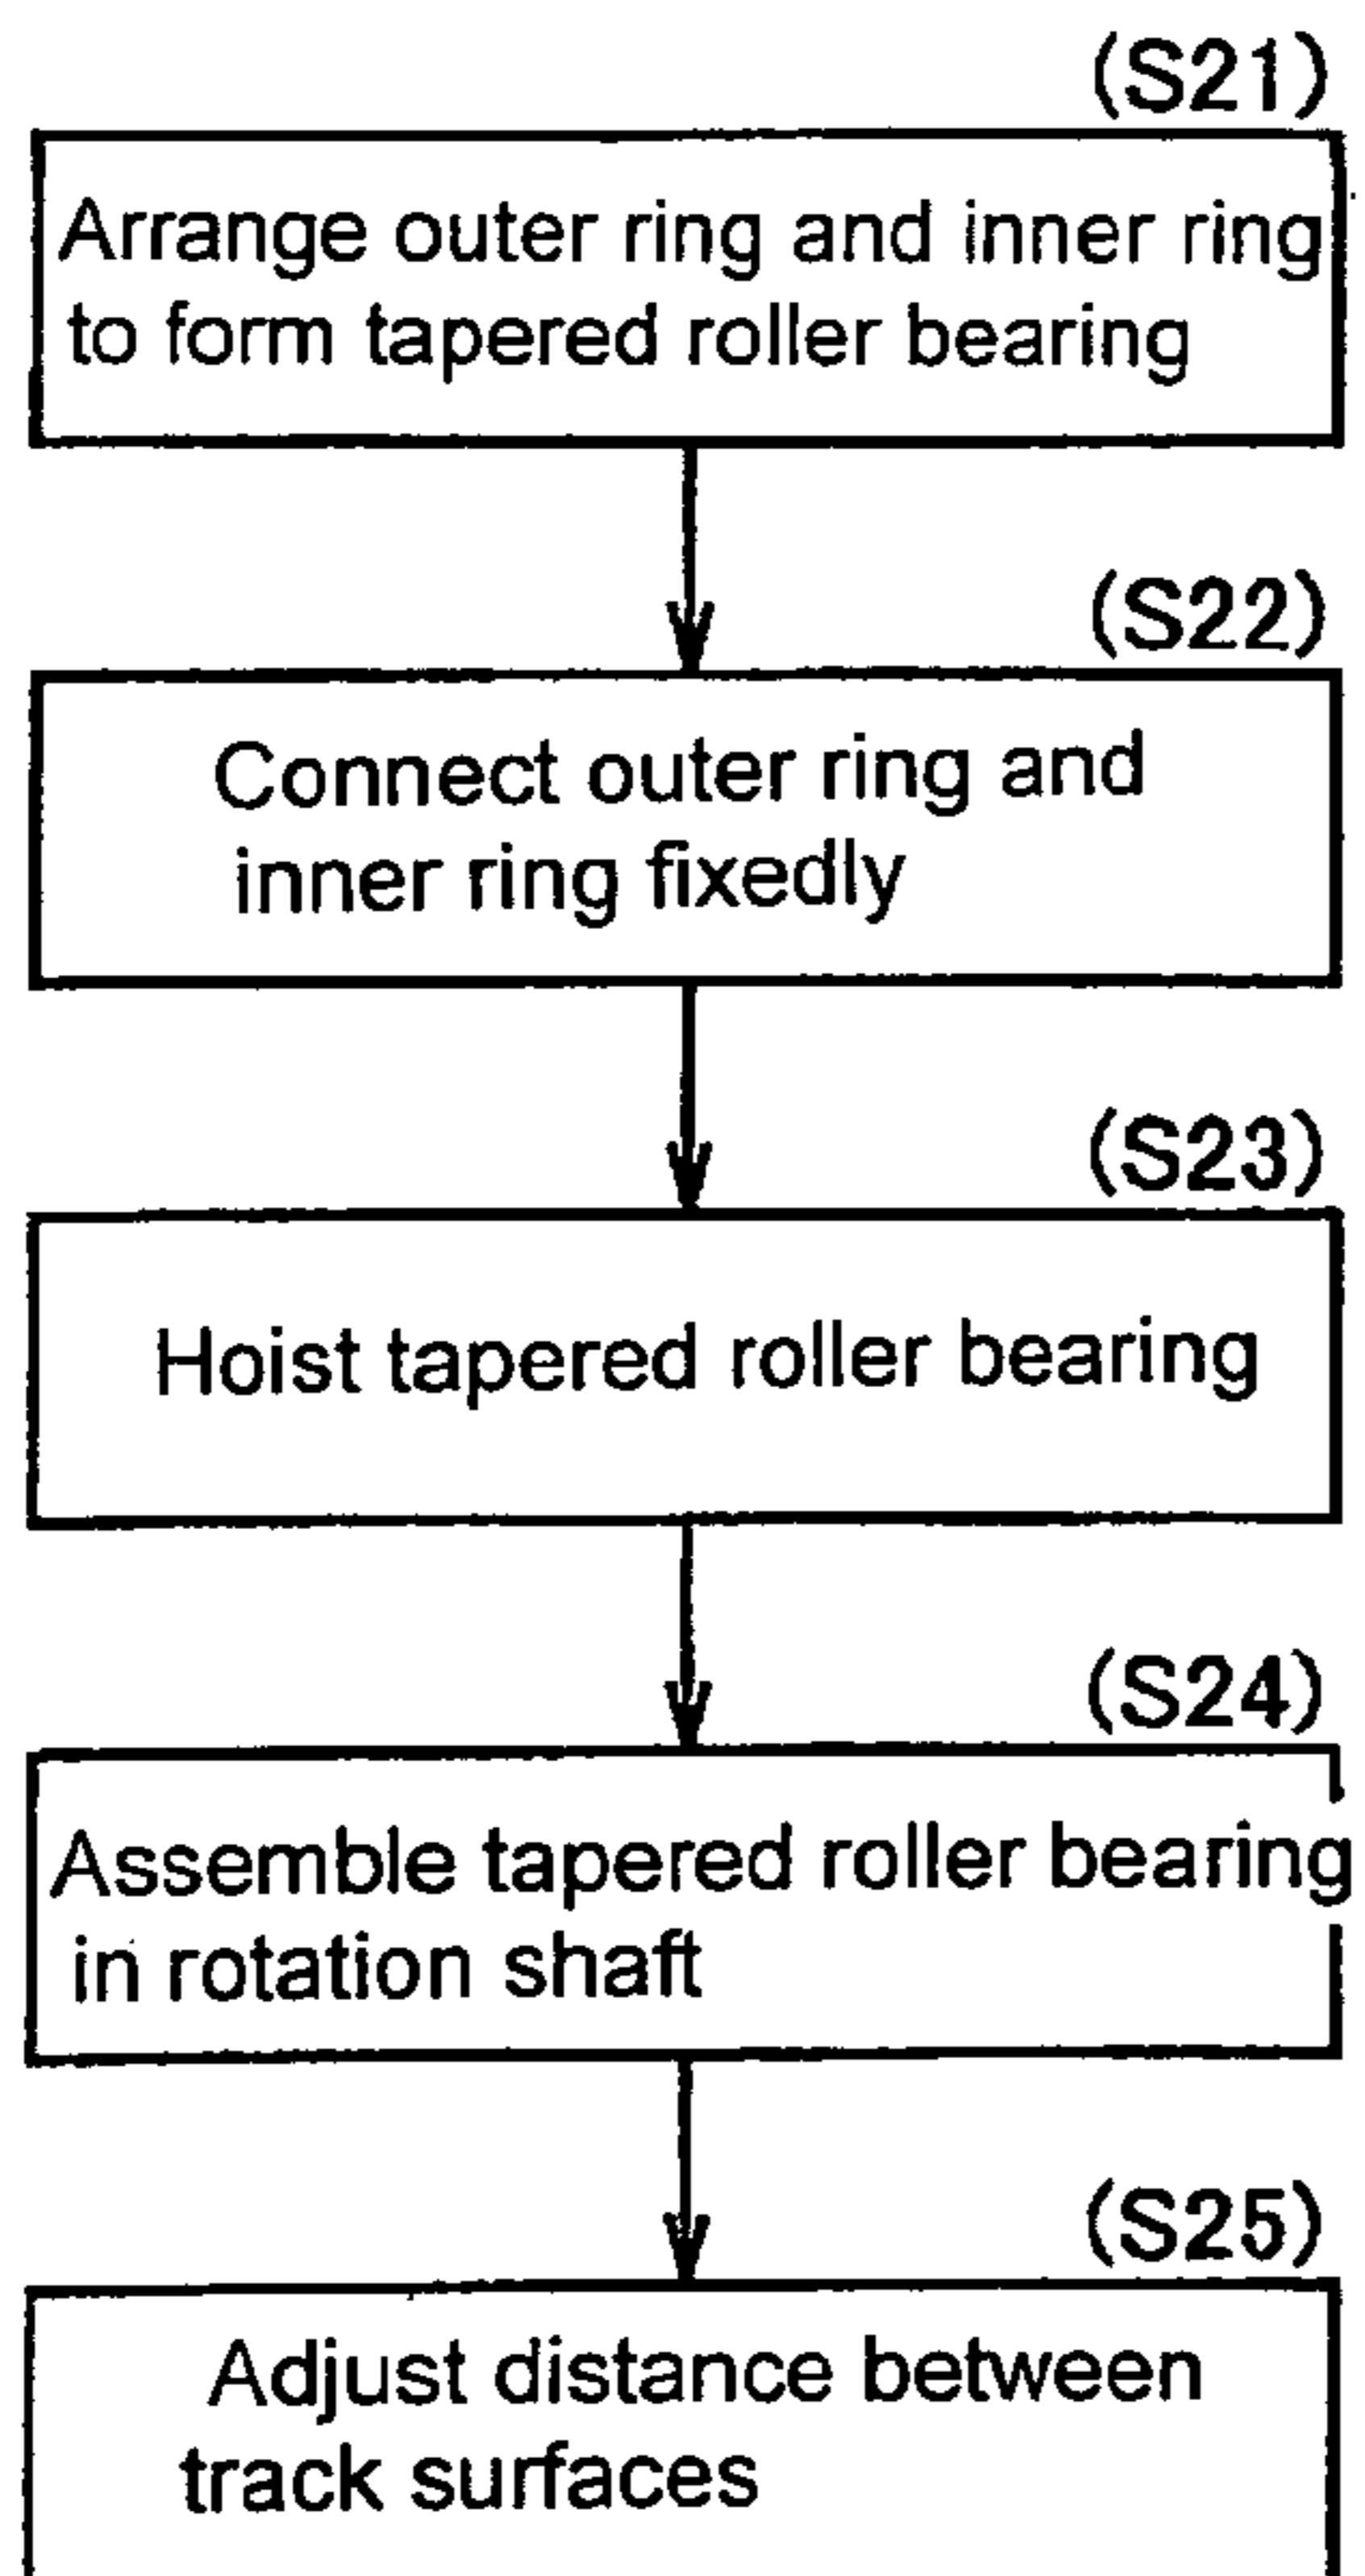 (S21)
Arrange outer ring and inner ring
to form tapered roller bearing
(S22)
Connect outer ring and
inner ring fixedly
(S23)
Hoist tapered roller bearing
(S24)
Assemble tapered roller bearing
in rotation shaft
(S25)
Adjust distance between
track surfaces